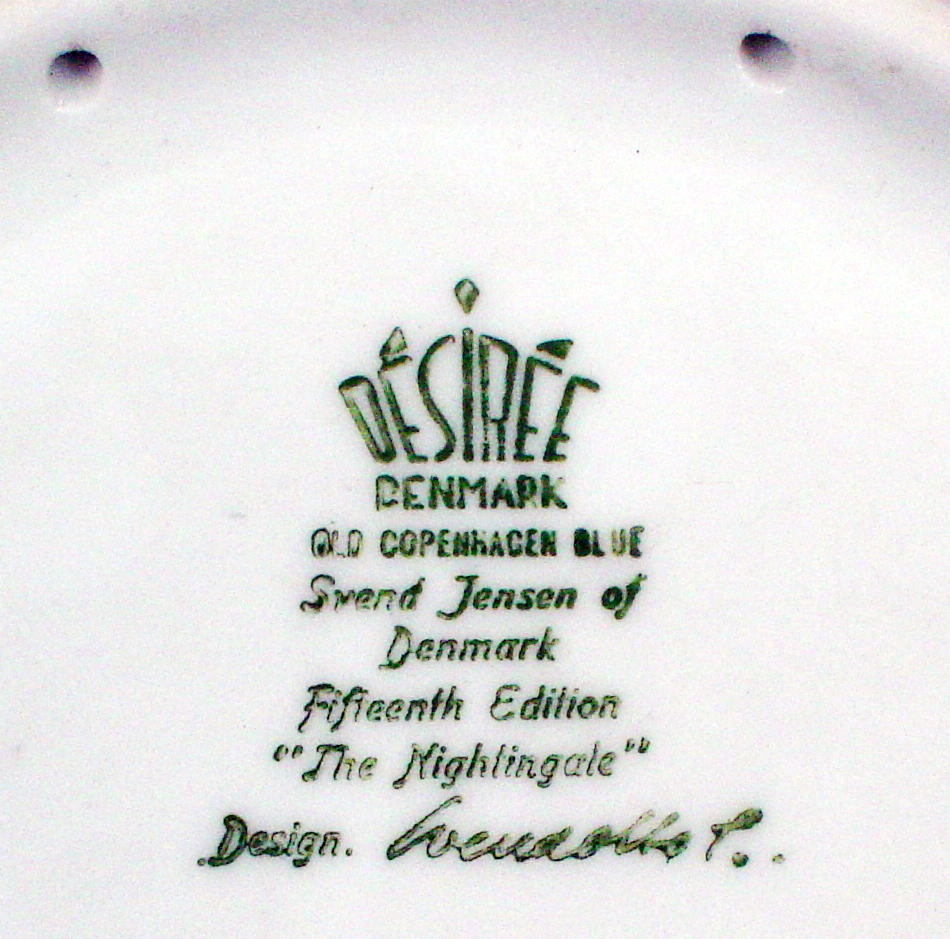 DÉSIRÉE
DENMARK
OLD COPENHAGEN BLUE
Svend Jensen of
Denmark
Fifteenth Edition
"The Nightingale"
Design.